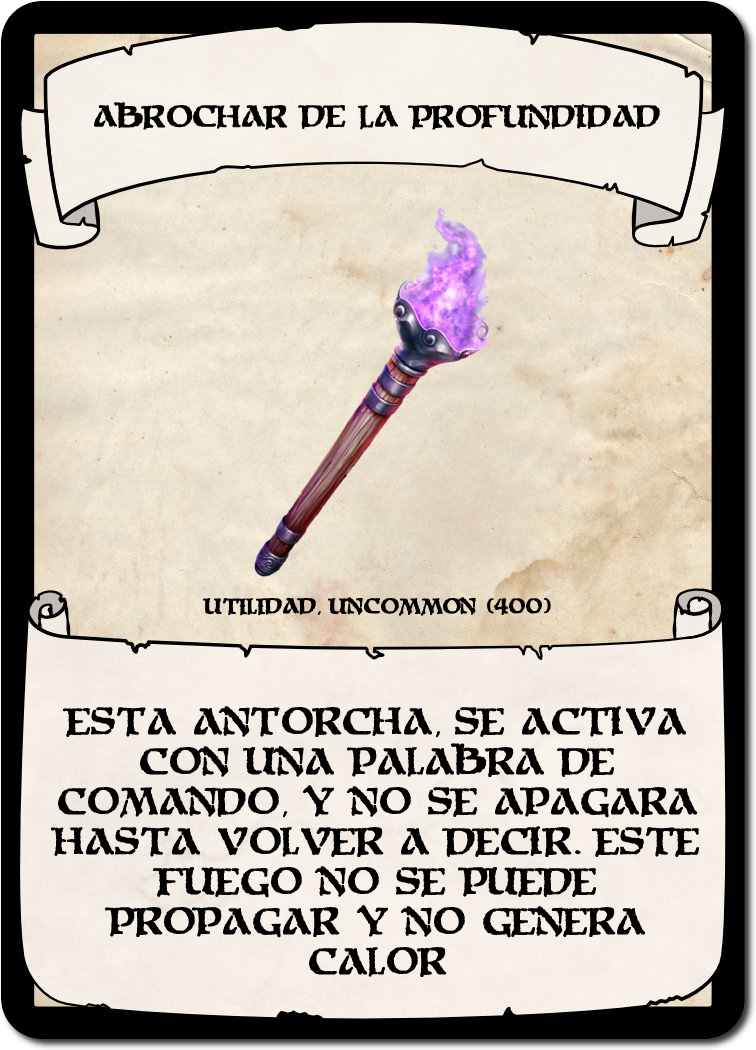 ABROCHAR DE LA PROFUNDIDAD
UTILIDAD, UNCOMMON (400)
ESTA ANTORCHA, SE ACTIVA
CON UNA PALABRA DE
COMANDO, Y NO SE APAGARA
HASTA VOLVER A DECIR. ESTE
FUEGO NO SE PUEDE
PROPAGAR Y NO GENERA
CALOR